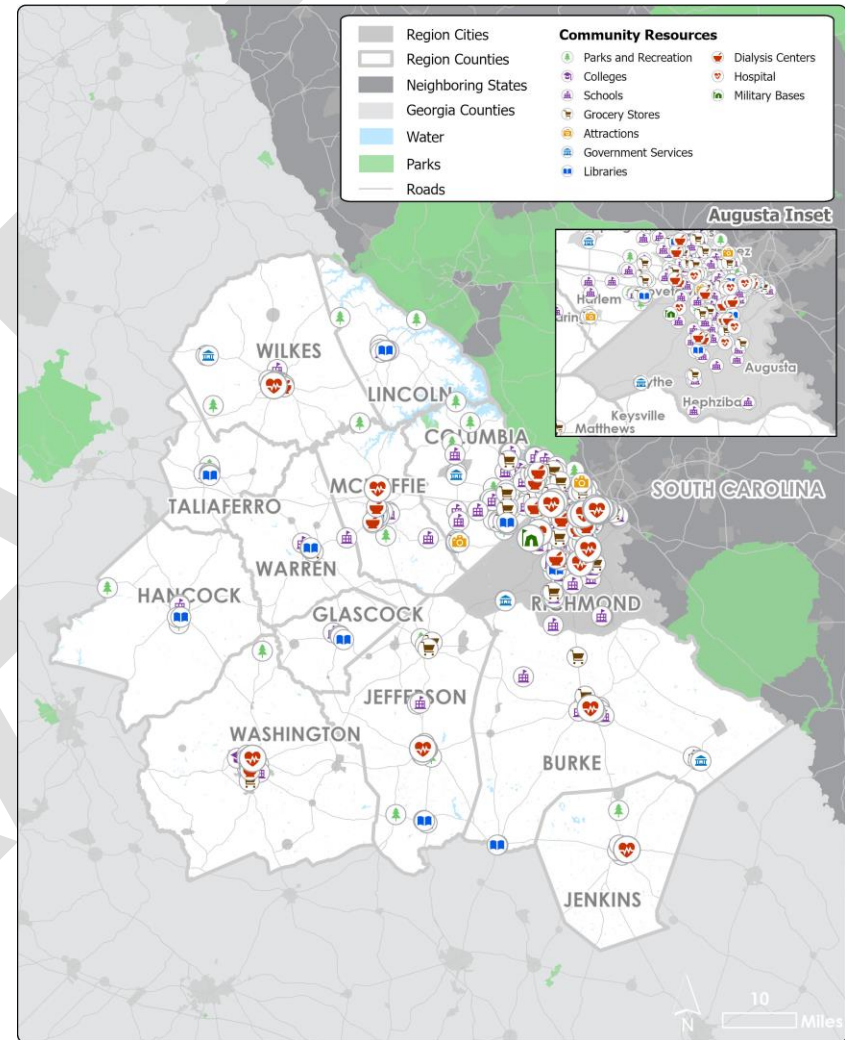 Region Cities
Region Counties
Neighboring States
Georgia Counties
Water
Parks
Roads
Community Resources
Parks and Recreation
Colleges
Schools
Grocery Stores
Attractions
Government Services
Libraries
Dialysis Centers
Hospital
Military Bases
Augusta Inset
Harlem
Augusta
Hephzibah
Keysville
Matthews
WILKES
LINCOLN
COLUMBIA
SOUTH CAROLINA
TALIAFERRO
WARREN
HANCOCK
GLASCOCK
RICHMOND
JEFFERSON
WASHINGTON
BURKE
JENKINS
10
Miles
N